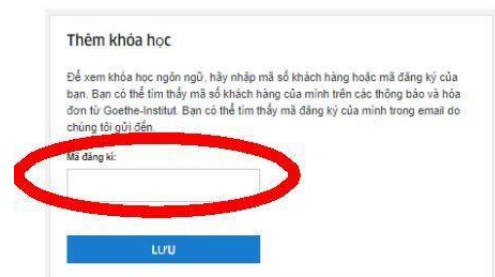 Thêm khóa học
Để xem khóa học ngôn ngữ, hãy nhập mã số khách hàng hoặc mã đăng ký của
bạn. Bạn có thể tìm thấy mã số khách hàng của mình trên các thông báo và hóa
đơn từ Goethe-Institut. Bạn có thể tìm thấy mã đăng ký của mình trong email do
chúng tôi gửi đến.
Mã đăng kí:
LƯU